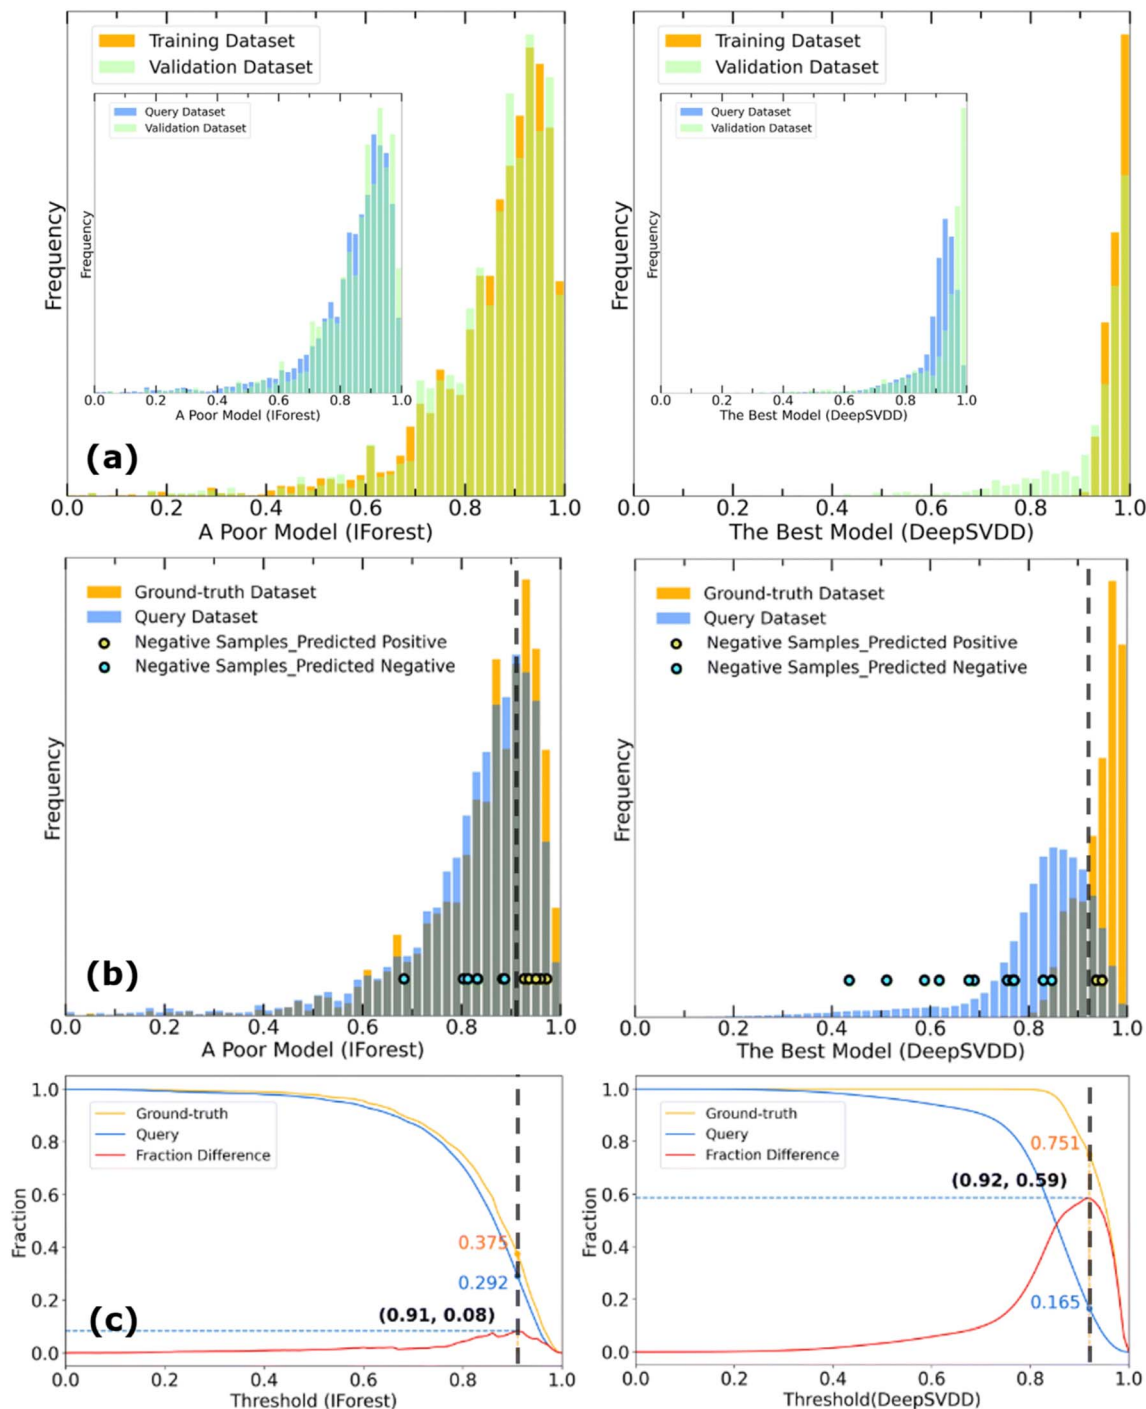 Training Dataset
Validation Dataset
Query Dataset
Validation Dataset
Frequency
Frequency
0.0 0.2 0.4 0.6 0.8 1.0
A Poor Model (IForest)
(a)
0.0 0.2 0.4 0.6 0.8 1.0
A Poor Model (IForest)
Training Dataset
Validation Dataset
Query Dataset
Validation Dataset
Frequency
Frequency
0.0 0.2 0.4 0.6 0.8 1.0
The Best Model (DeepSVDD)
0.0 0.2 0.4 0.6 0.8 1.0
The Best Model (DeepSVDD)
Ground-truth Dataset
Query Dataset
Negative Samples_Predicted Positive
Negative Samples_Predicted Negative
Frequency
(b)
0.0 0.2 0.4 0.6 0.8 1.0
A Poor Model (IForest)
Ground-truth Dataset
Query Dataset
Negative Samples_Predicted Positive
Negative Samples_Predicted Negative
Frequency
0.0 0.2 0.4 0.6 0.8 1.0
The Best Model (DeepSVDD)
1.0
0.8
0.6
0.4
0.2
0.0
Fraction
Ground-truth
Query
Fraction Difference
0.375
0.292
(0.91, 0.08)
(c)
0.0 0.2 0.4 0.6 0.8 1.0
Threshold (IForest)
1.0
0.8
0.6
0.4
0.2
0.0
Fraction
Ground-truth
Query
Fraction Difference
0.751
(0.92, 0.59)
0.165
0.0 0.2 0.4 0.6 0.8 1.0
Threshold(DeepSVDD)